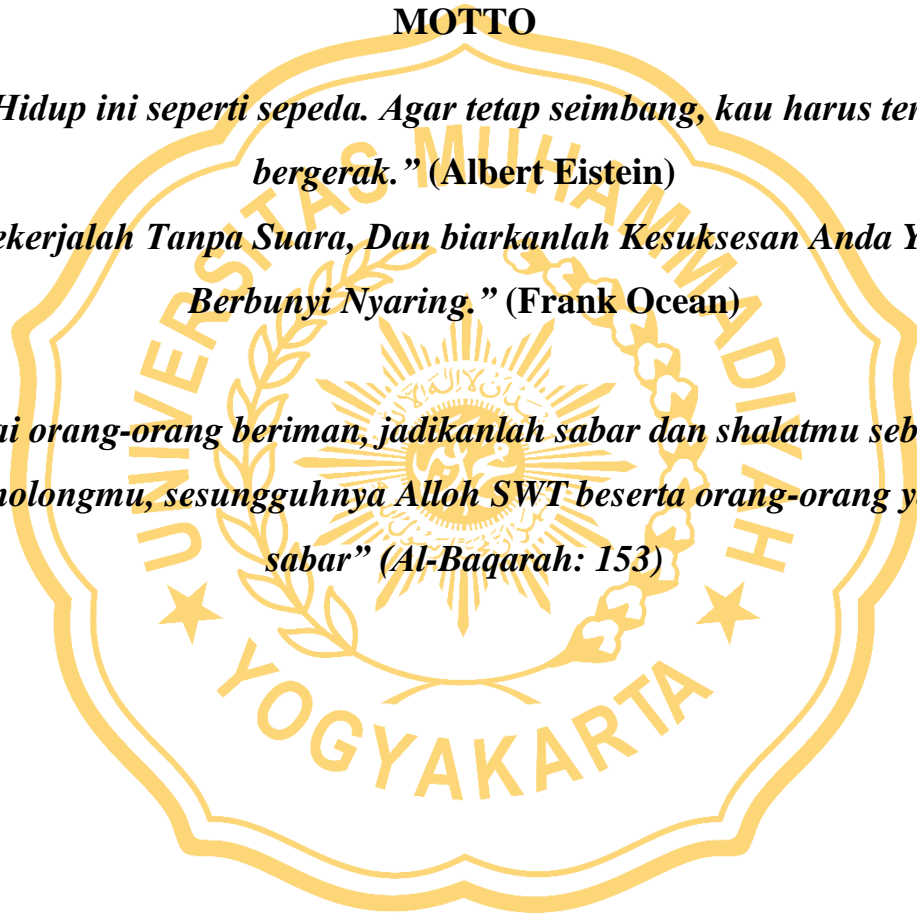 MOTTO
Hidup ini seperti sepeda. Agar tetap seimbang, kau harus ter
bergerak.” (Albert Eistein)
ekerjalah Tanpa Suara, Dan biarkanlah Kesuksesan Anda Y
Berbunyi Nyaring.” (Frank Ocean)
ai orang-orang beriman, jadikanlah sabar dan shalatmu seb
nolongmu, sesungguhnya Alloh SWT beserta orang-orang y
sabar” (Al-Baqarah: 153)
UNIVERSITAS MUHAMMADIYAH
YOGYAKARTA